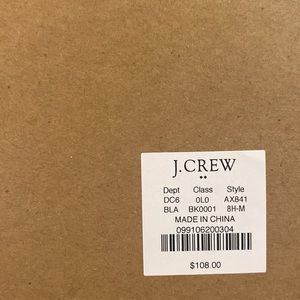 J.CREW
Dept Class Style
DC6 0L0 AX841
BLA BK0001 8H-M
MADE IN CHINA
099106200304
$108.00